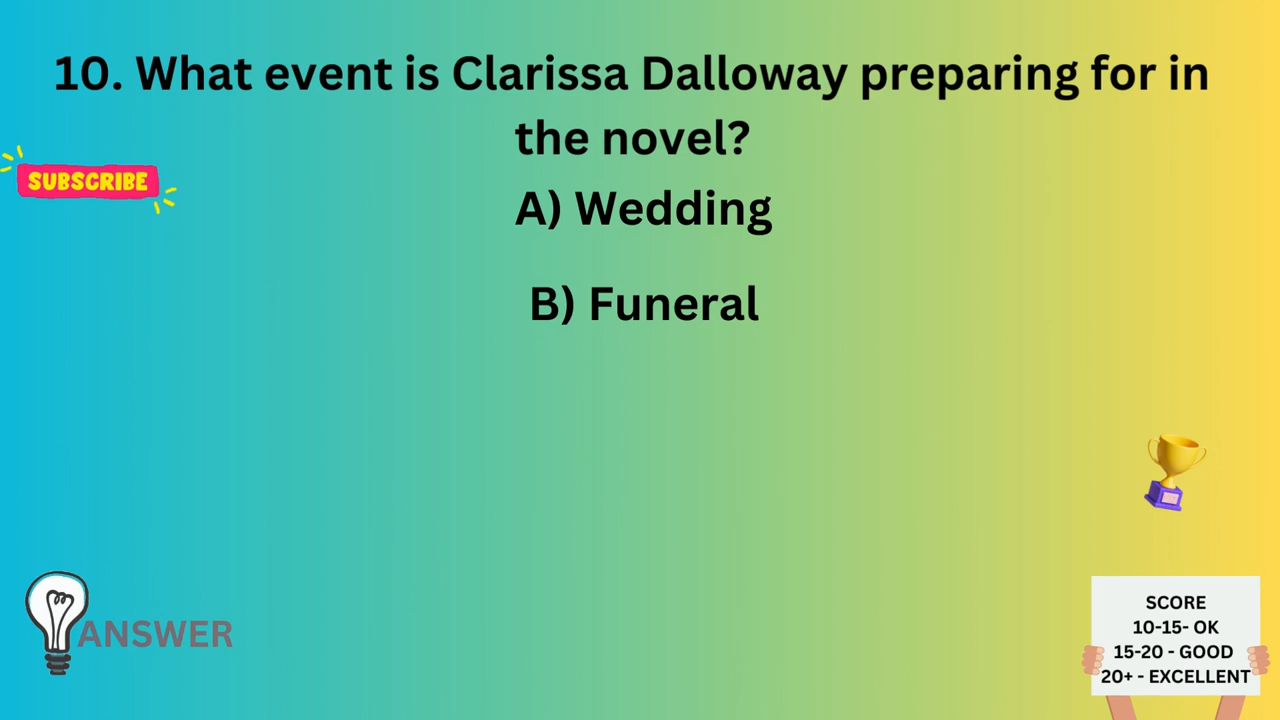 10. What event is Clarissa Dalloway preparing for in
the novel?
SUBSCRIBE
A) Wedding
B) Funeral
ANSWER
SCORE
10-15- OK
15-20 - GOOD
20+ - EXCELLENT